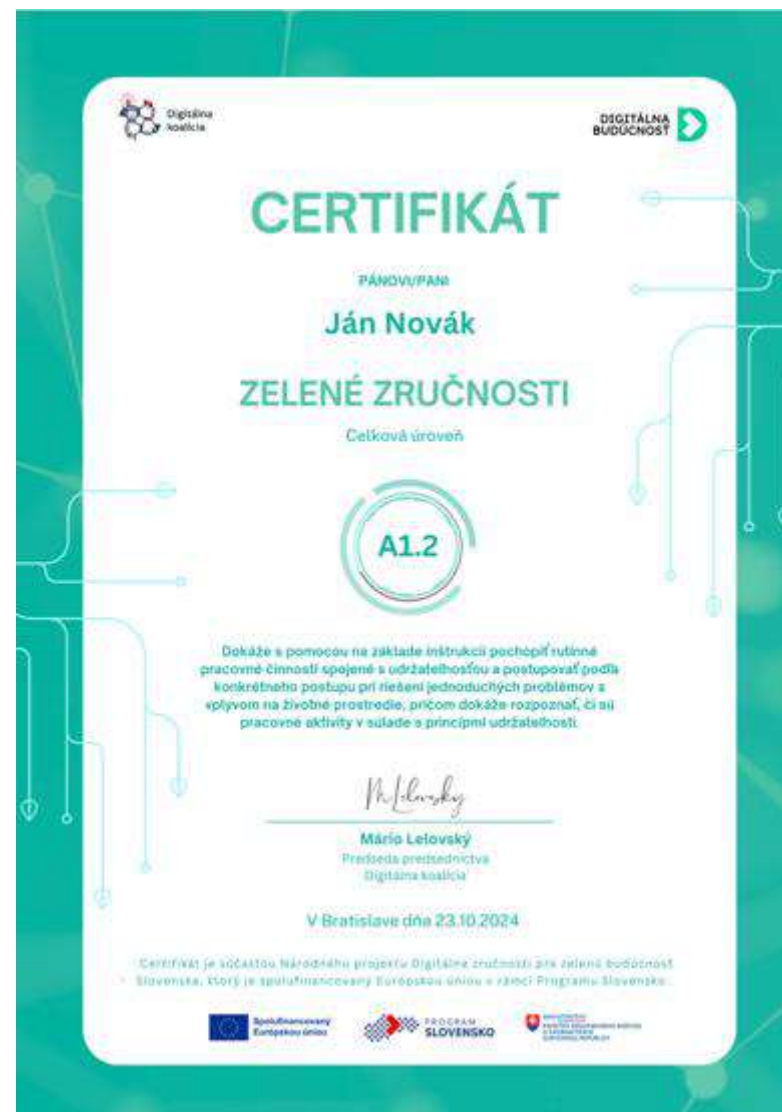 Digitálna
koalícia
DIGITÁLNA
BUDÚCNOSŤ
CERTIFIKÁT
PÁNOVI/PANI
Ján Novák
ZELENÉ ZRUČNOSTI
Celková úroveň
A1.2
Dokáže s pomocou na základe inštrukcií pochopiť rutinné
pracovné činnosti spojené s udržateľnosťou a postupovať podľa
konkrétneho postupu pri riešení jednoduchých problémov s
vplyvom na životné prostredie, pričom dokáže rozpoznať, či sú
pracovné aktivity v súlade s princípmi udržateľnosti.
MLelovsky
Mário Lelovský
Predseda predsedníctva
Digitálna koalícia
V Bratislave dňa 23.10.2024
Certifikát je súčasťou Národného projektu Digitálne zručnosti pre zelenú budúcnosť
Slovenska, ktorý je spolufinancovaný Európskou úniou v rámci Programu Slovensko.
Spolufinancovaný
Európskou úniou
PROGRAM
SLOVENSKO